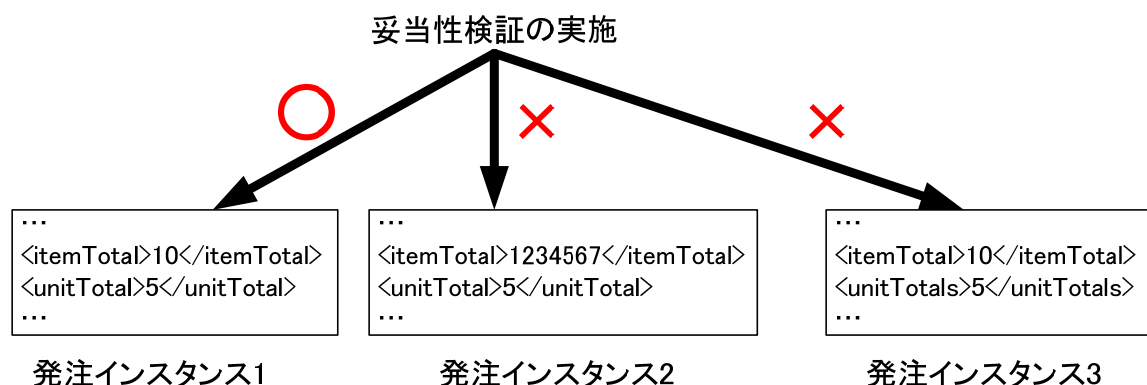 妥当性検証の実施
…
<itemTotal>10</itemTotal>
<unitTotal>5</unitTotal>
…
発注インスタンス1
…
<itemTotal>1234567</itemTotal>
<unitTotal>5</unitTotal>
…
発注インスタンス2
…
<itemTotal>10</itemTotal>
<unitTotals>5</unitTotals>
…
発注インスタンス3